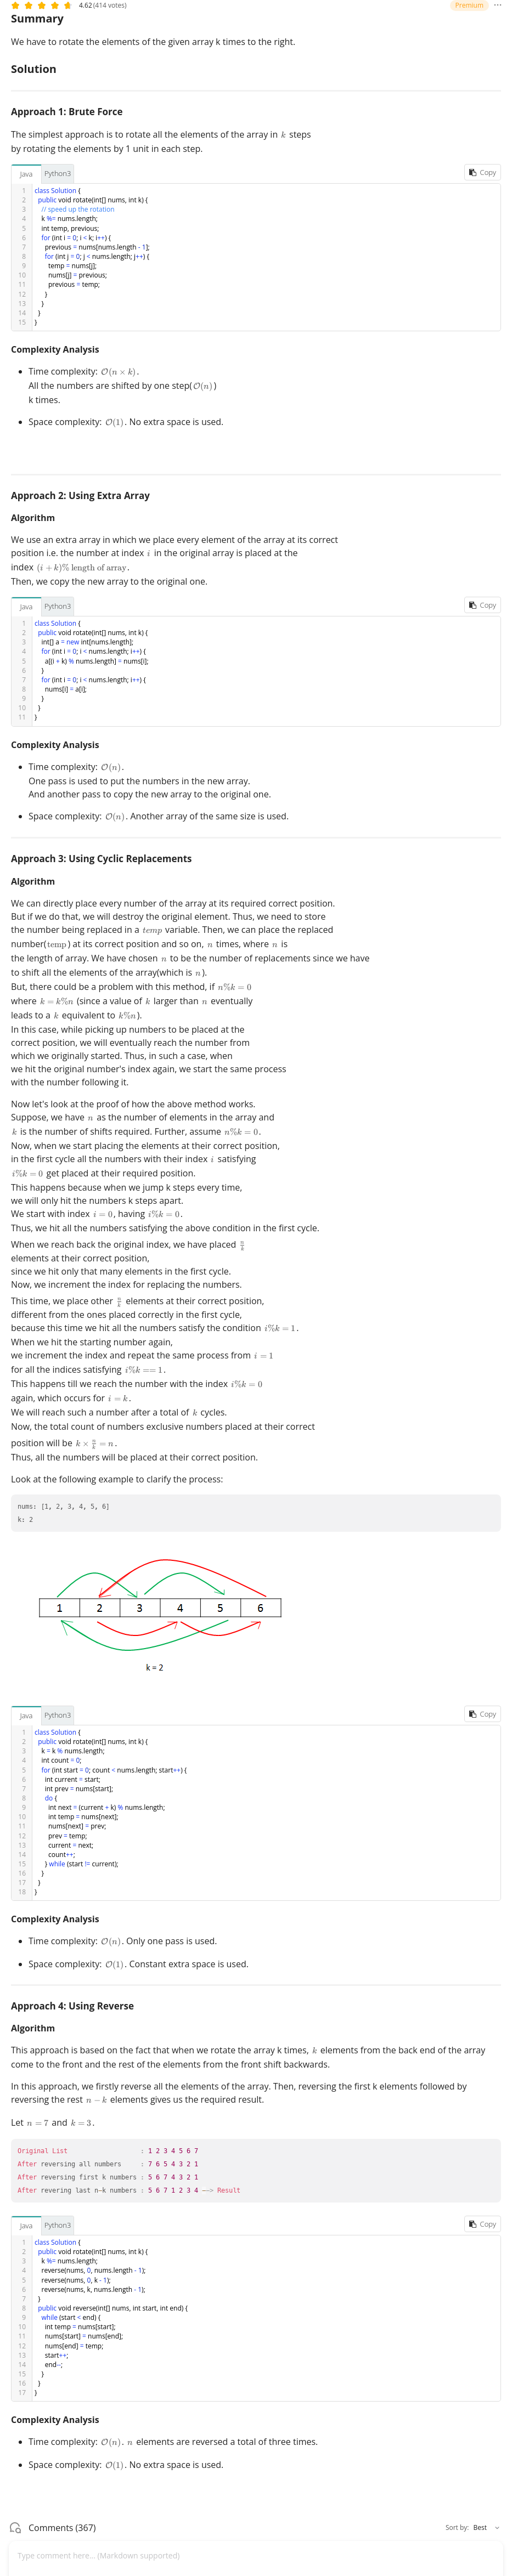 4.62 (414 votes)
Premium
Summary
We have to rotate the elements of the given array k times to the right.
Solution
Approach 1: Brute Force
The simplest approach is to rotate all the elements of the array in k steps
by rotating the elements by 1 unit in each step.
Java Python3 Copy
1 class Solution {
2 public void rotate(int[] nums, int k) {
3 // speed up the rotation
4 k %= nums.length;
5 int temp, previous;
6 for (int i = 0; i < k; i++) {
7 previous = nums[nums.length - 1];
8 for (int j = 0; j < nums.length; j++) {
9 temp = nums[j];
10 nums[j] = previous;
11 previous = temp;
12 }
13 }
14 }
15 }
Complexity Analysis
• Time complexity: O(n × k).
All the numbers are shifted by one step(O(n))
k times.
• Space complexity: O(1). No extra space is used.
Approach 2: Using Extra Array
Algorithm
We use an extra array in which we place every element of the array at its correct
position i.e. the number at index i in the original array is placed at the
index (i + k)% length of array.
Then, we copy the new array to the original one.
Java Python3 Copy
1 class Solution {
2 public void rotate(int[] nums, int k) {
3 int[] a = new int[nums.length];
4 for (int i = 0; i < nums.length; i++) {
5 a[(i + k) % nums.length] = nums[i];
6 }
7 for (int i = 0; i < nums.length; i++) {
8 nums[i] = a[i];
9 }
10 }
11 }
Complexity Analysis
• Time complexity: O(n).
One pass is used to put the numbers in the new array.
And another pass to copy the new array to the original one.
• Space complexity: O(n). Another array of the same size is used.
Approach 3: Using Cyclic Replacements
Algorithm
We can directly place every number of the array at its required correct position.
But if we do that, we will destroy the original element. Thus, we need to store
the number being replaced in a temp variable. Then, we can place the replaced
number(temp) at its correct position and so on, n times, where n is
the length of array. We have chosen n to be the number of replacements since we have
to shift all the elements of the array(which is n).
But, there could be a problem with this method, if n%k = 0
where k = k%n (since a value of k larger than n eventually
leads to a k equivalent to k%n).
In this case, while picking up numbers to be placed at the
correct position, we will eventually reach the number from
which we originally started. Thus, in such a case, when
we hit the original number's index again, we start the same process
with the number following it.
Now let's look at the proof of how the above method works.
Suppose, we have n as the number of elements in the array and
k is the number of shifts required. Further, assume n%k = 0.
Now, when we start placing the elements at their correct position,
in the first cycle all the numbers with their index i satisfying
i%k = 0 get placed at their required position.
This happens because when we jump k steps every time,
we will only hit the numbers k steps apart.
We start with index i = 0, having i%k = 0.
Thus, we hit all the numbers satisfying the above condition in the first cycle.
When we reach back the original index, we have placed n/k
elements at their correct position,
since we hit only that many elements in the first cycle.
Now, we increment the index for replacing the numbers.
This time, we place other n/k elements at their correct position,
different from the ones placed correctly in the first cycle,
because this time we hit all the numbers satisfy the condition i%k = 1.
When we hit the starting number again,
we increment the index and repeat the same process from i = 1
for all the indices satisfying i%k == 1.
This happens till we reach the number with the index i%k = 0
again, which occurs for i = k.
We will reach such a number after a total of k cycles.
Now, the total count of numbers exclusive numbers placed at their correct
position will be k × n/k = n.
Thus, all the numbers will be placed at their correct position.
Look at the following example to clarify the process:
nums: [1, 2, 3, 4, 5, 6]
k: 2
1 2 3 4 5 6
k = 2
Java Python3 Copy
1 class Solution {
2 public void rotate(int[] nums, int k) {
3 k = k % nums.length;
4 int count = 0;
5 for (int start = 0; count < nums.length; start++) {
6 int current = start;
7 int prev = nums[start];
8 do {
9 int next = (current + k) % nums.length;
10 int temp = nums[next];
11 nums[next] = prev;
12 prev = temp;
13 current = next;
14 count++;
15 } while (start != current);
16 }
17 }
18 }
Complexity Analysis
• Time complexity: O(n). Only one pass is used.
• Space complexity: O(1). Constant extra space is used.
Approach 4: Using Reverse
Algorithm
This approach is based on the fact that when we rotate the array k times, k elements from the back end of the array
come to the front and the rest of the elements from the front shift backwards.
In this approach, we firstly reverse all the elements of the array. Then, reversing the first k elements followed by
reversing the rest n − k elements gives us the required result.
Let n = 7 and k = 3.
Original List : 1 2 3 4 5 6 7
After reversing all numbers : 7 6 5 4 3 2 1
After reversing first k numbers : 5 6 7 4 3 2 1
After revering last n-k numbers : 5 6 7 1 2 3 4 --> Result
Java Python3 Copy
1 class Solution {
2 public void rotate(int[] nums, int k) {
3 k %= nums.length;
4 reverse(nums, 0, nums.length - 1);
5 reverse(nums, 0, k - 1);
6 reverse(nums, k, nums.length - 1);
7 }
8 public void reverse(int[] nums, int start, int end) {
9 while (start < end) {
10 int temp = nums[start];
11 nums[start] = nums[end];
12 nums[end] = temp;
13 start++;
14 end--;
15 }
16 }
17 }
Complexity Analysis
• Time complexity: O(n). n elements are reversed a total of three times.
• Space complexity: O(1). No extra space is used.
Comments (367)
Sort by: Best
Type comment here... (Markdown supported)